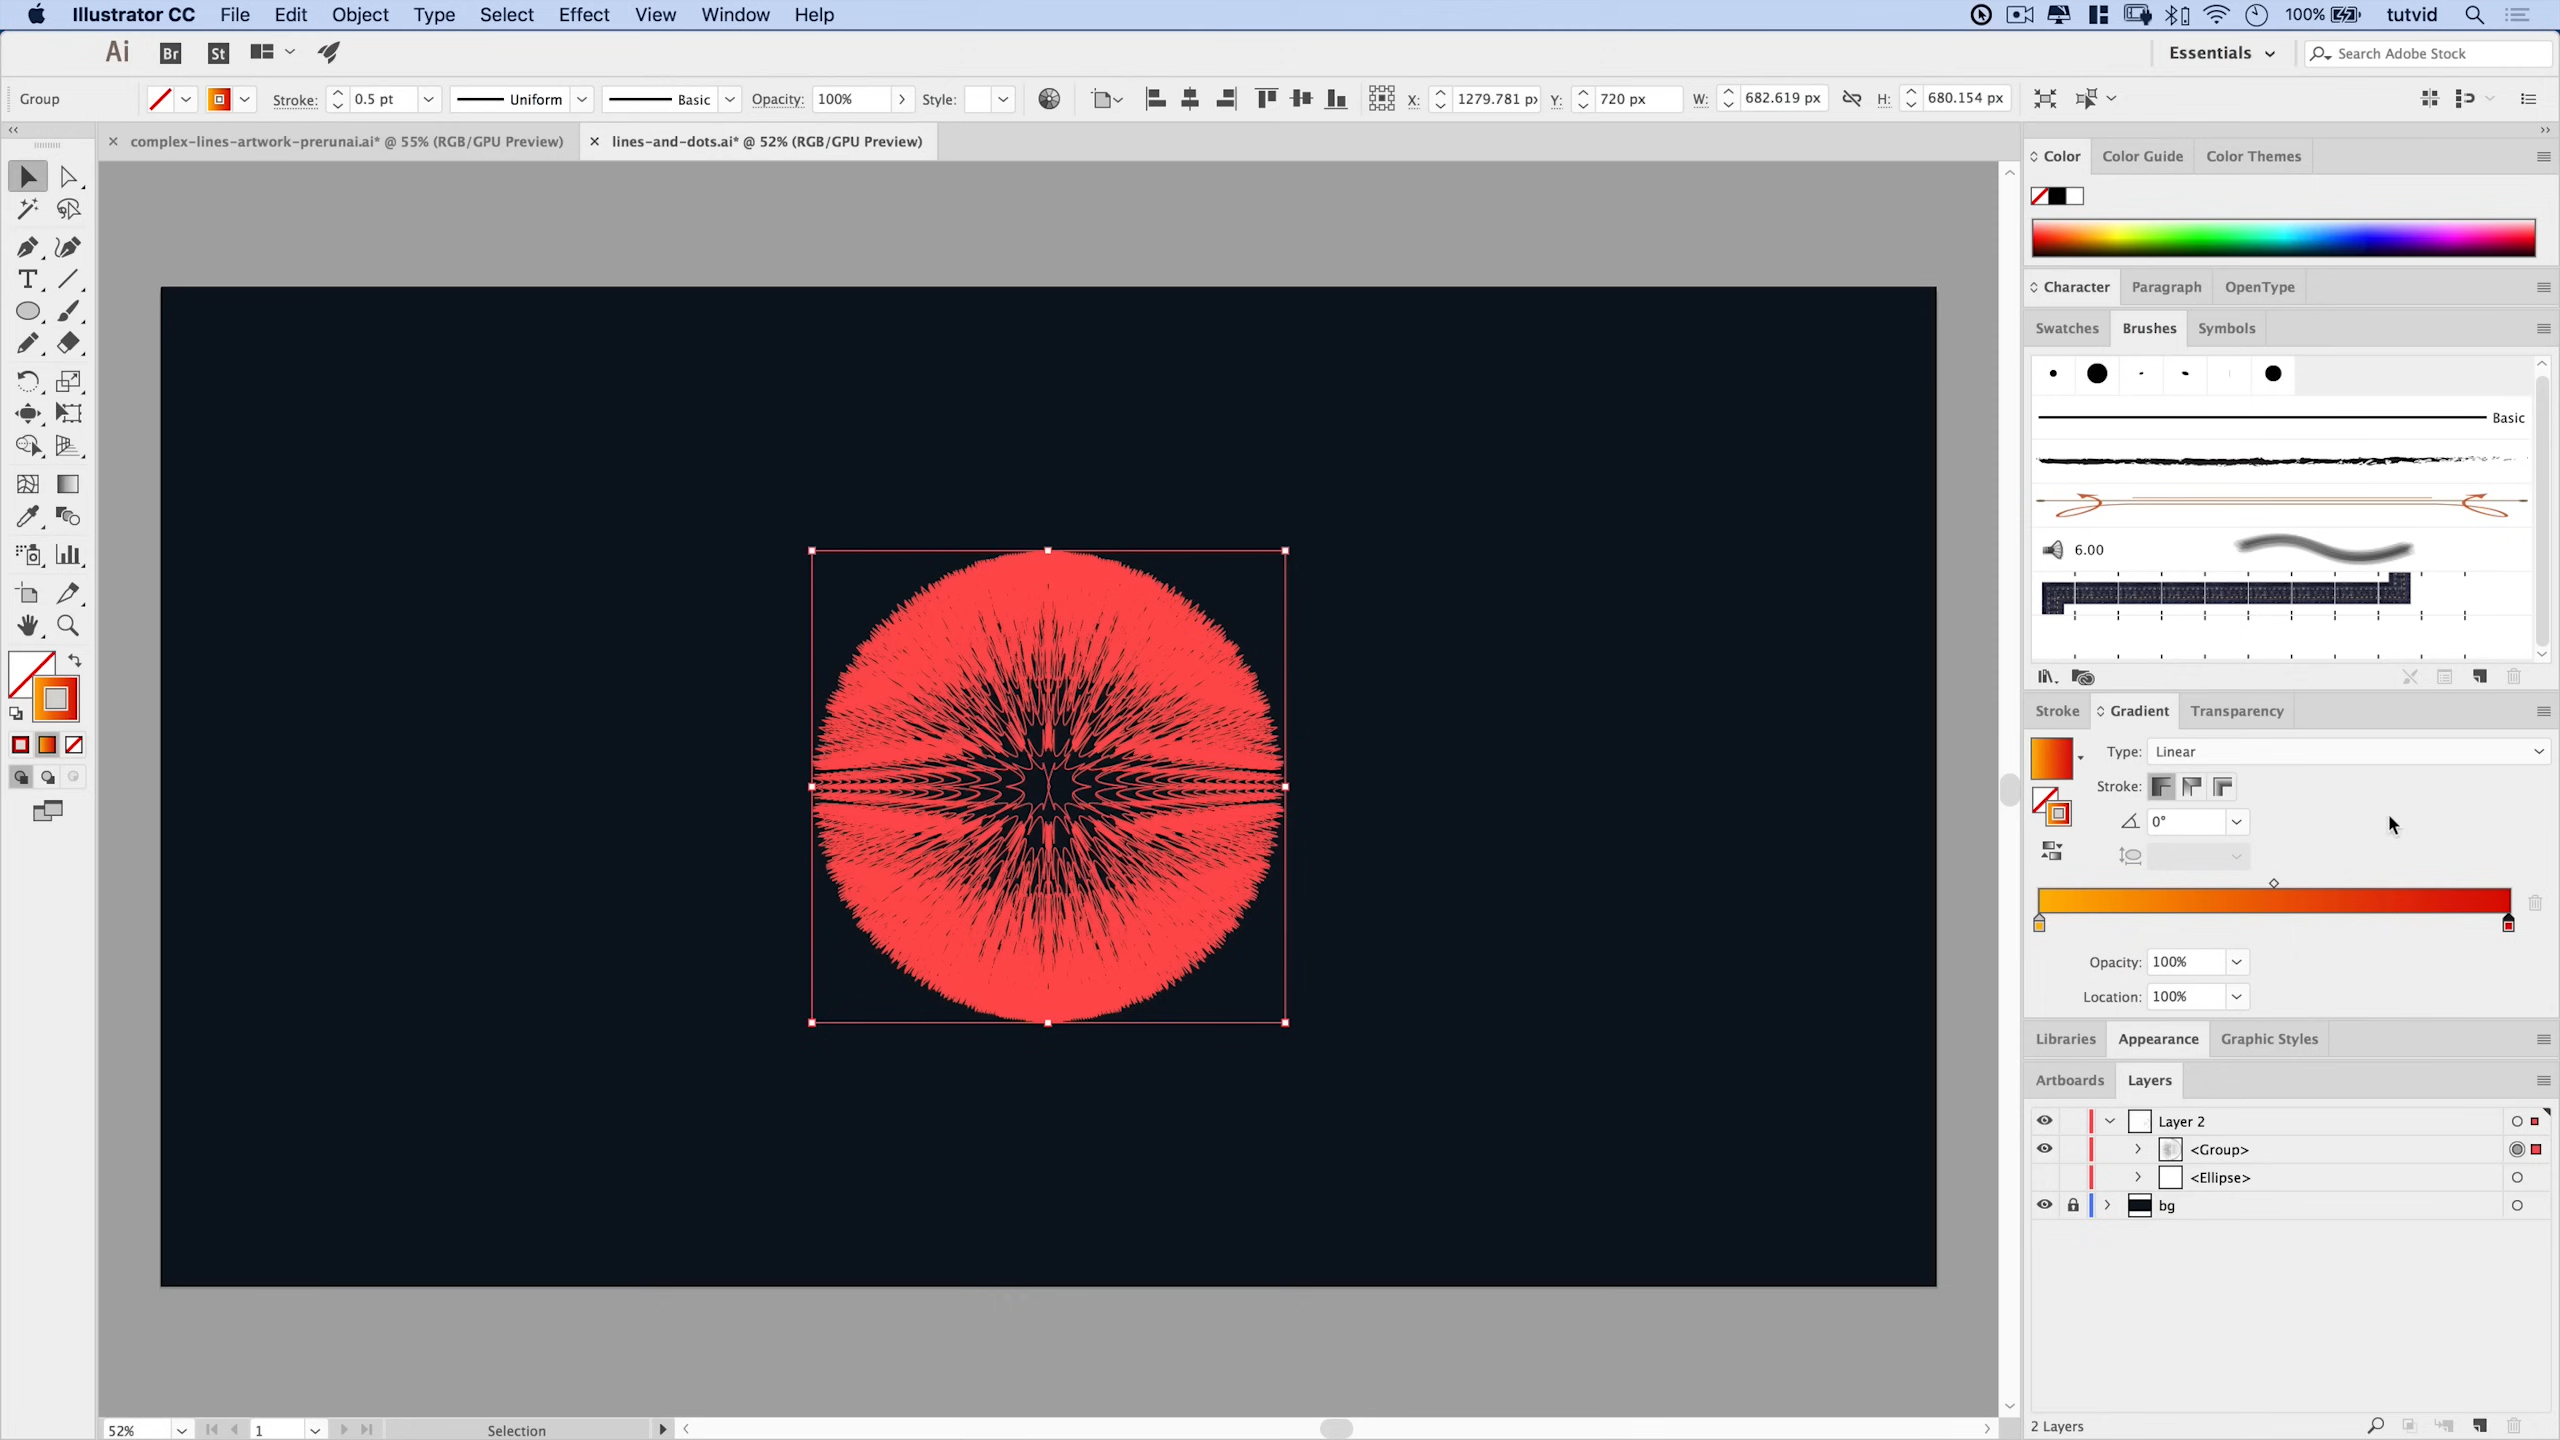 Illustrator CC File Edit Object Type Select Effect View Window Help 100% tutvid
Ai Br St Essentials Search Adobe Stock
Group Stroke: 0.5 pt Uniform Basic Opacity: 100% Style: X: 1279.781 px Y: 720 px W: 682.619 px H: 680.154 px
complex-lines-artwork-prerunai.ai* @ 55% (RGB/GPU Preview) lines-and-dots.ai* @ 52% (RGB/GPU Preview)
Color Color Guide Color Themes
Character Paragraph OpenType
Swatches Brushes Symbols
Basic
6.00
Stroke Gradient Transparency
Type: Linear
Stroke:
0°
Opacity: 100%
Location: 100%
Libraries Appearance Graphic Styles
Artboards Layers
Layer 2
<Group>
<Ellipse>
bg
2 Layers
52% 1 Selection